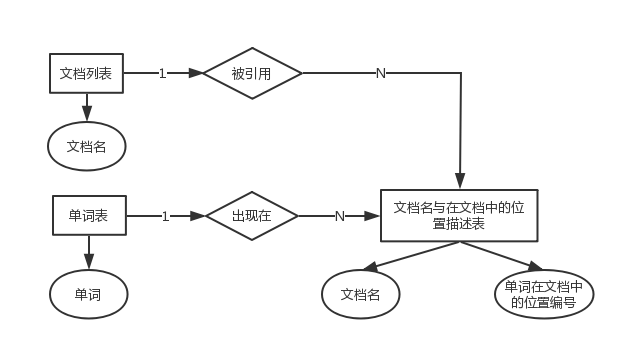 文档列表
1
被引用
N
文档名
单词表
1
出现在
N
文档名与在文档中的位
置描述表
单词
文档名
单词在文档中
的位置编号